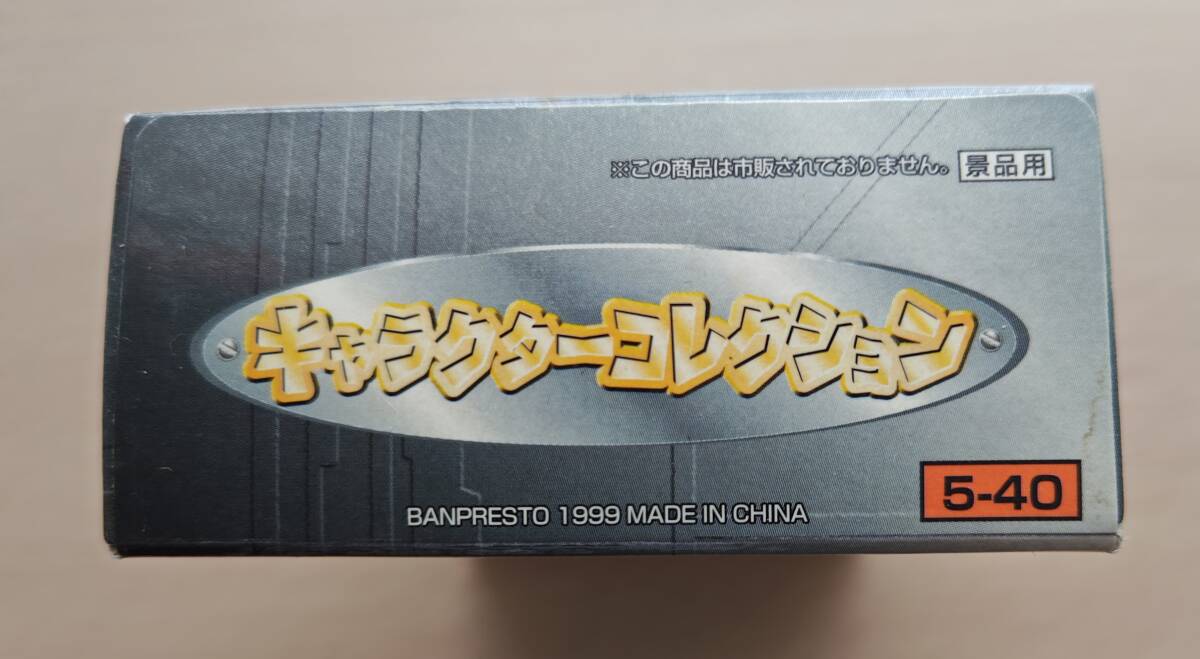 ※この商品は市販されておりません。 景品用
キャラクターコレクション
5-40
BANPRESTO 1999 MADE IN CHINA